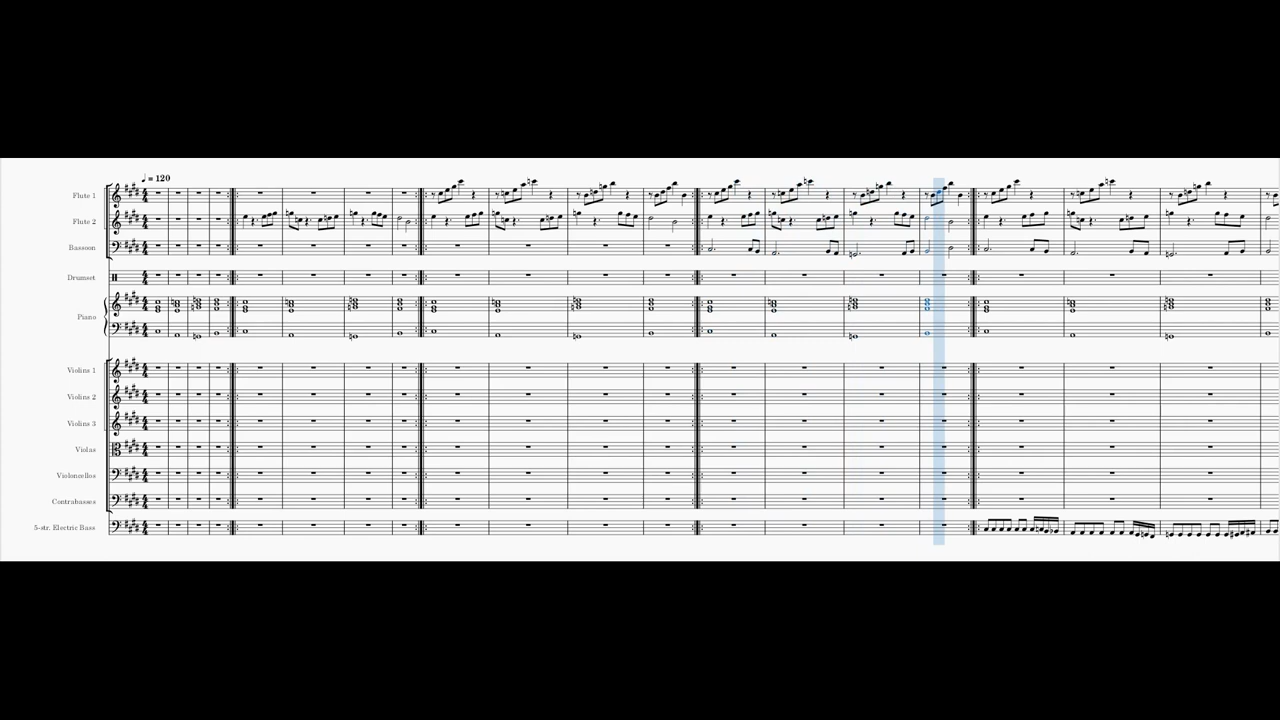 ♩ = 120
Flute 1
Flute 2
Bassoon
Drumset
Piano
Violins 1
Violins 2
Violins 3
Violas
Violoncellos
Contrabasses
5-str. Electric Bass